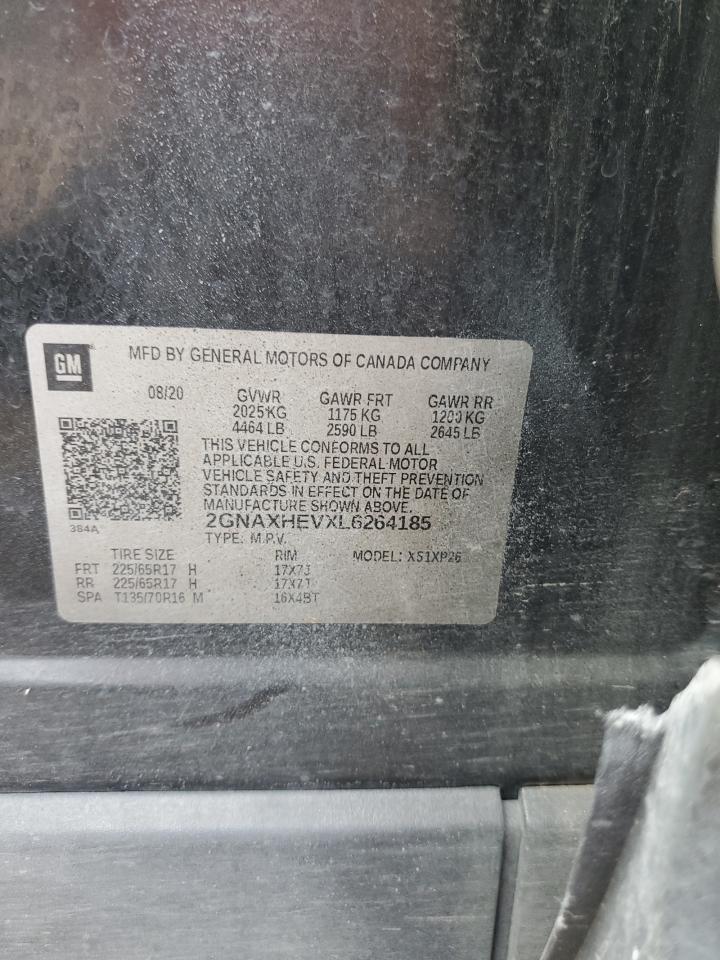 GM
MFD BY GENERAL MOTORS OF CANADA COMPANY
08/20 GVWR GAWR FRT GAWR RR
2025 KG 1175 KG 1200 KG
4464 LB 2590 LB 2645 LB
THIS VEHICLE CONFORMS TO ALL
APPLICABLE U.S. FEDERAL MOTOR
VEHICLE SAFETY AND THEFT PREVENTION
STANDARDS IN EFFECT ON THE DATE OF
MANUFACTURE SHOWN ABOVE.
384A 2GNAXHEVXL6264185
TYPE: M.P.V.
TIRE SIZE RIM MODEL: XS1XP26
FRT 225/65R17 H 17X7J
RR 225/65R17 H 17X7J
SPA T135/70R16 M 16X4BT